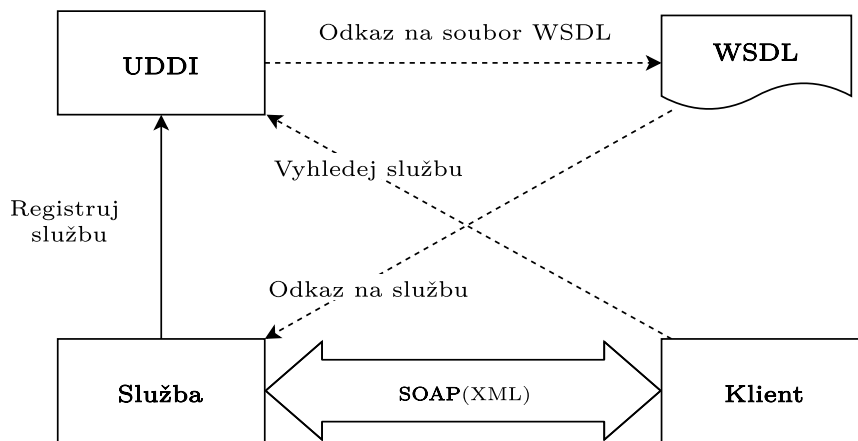 Odkaz na soubor WSDL
UDDI
WSDL
Vyhledej službu
Registruj
službu
Odkaz na službu
Služba
SOAP(XML)
Klient